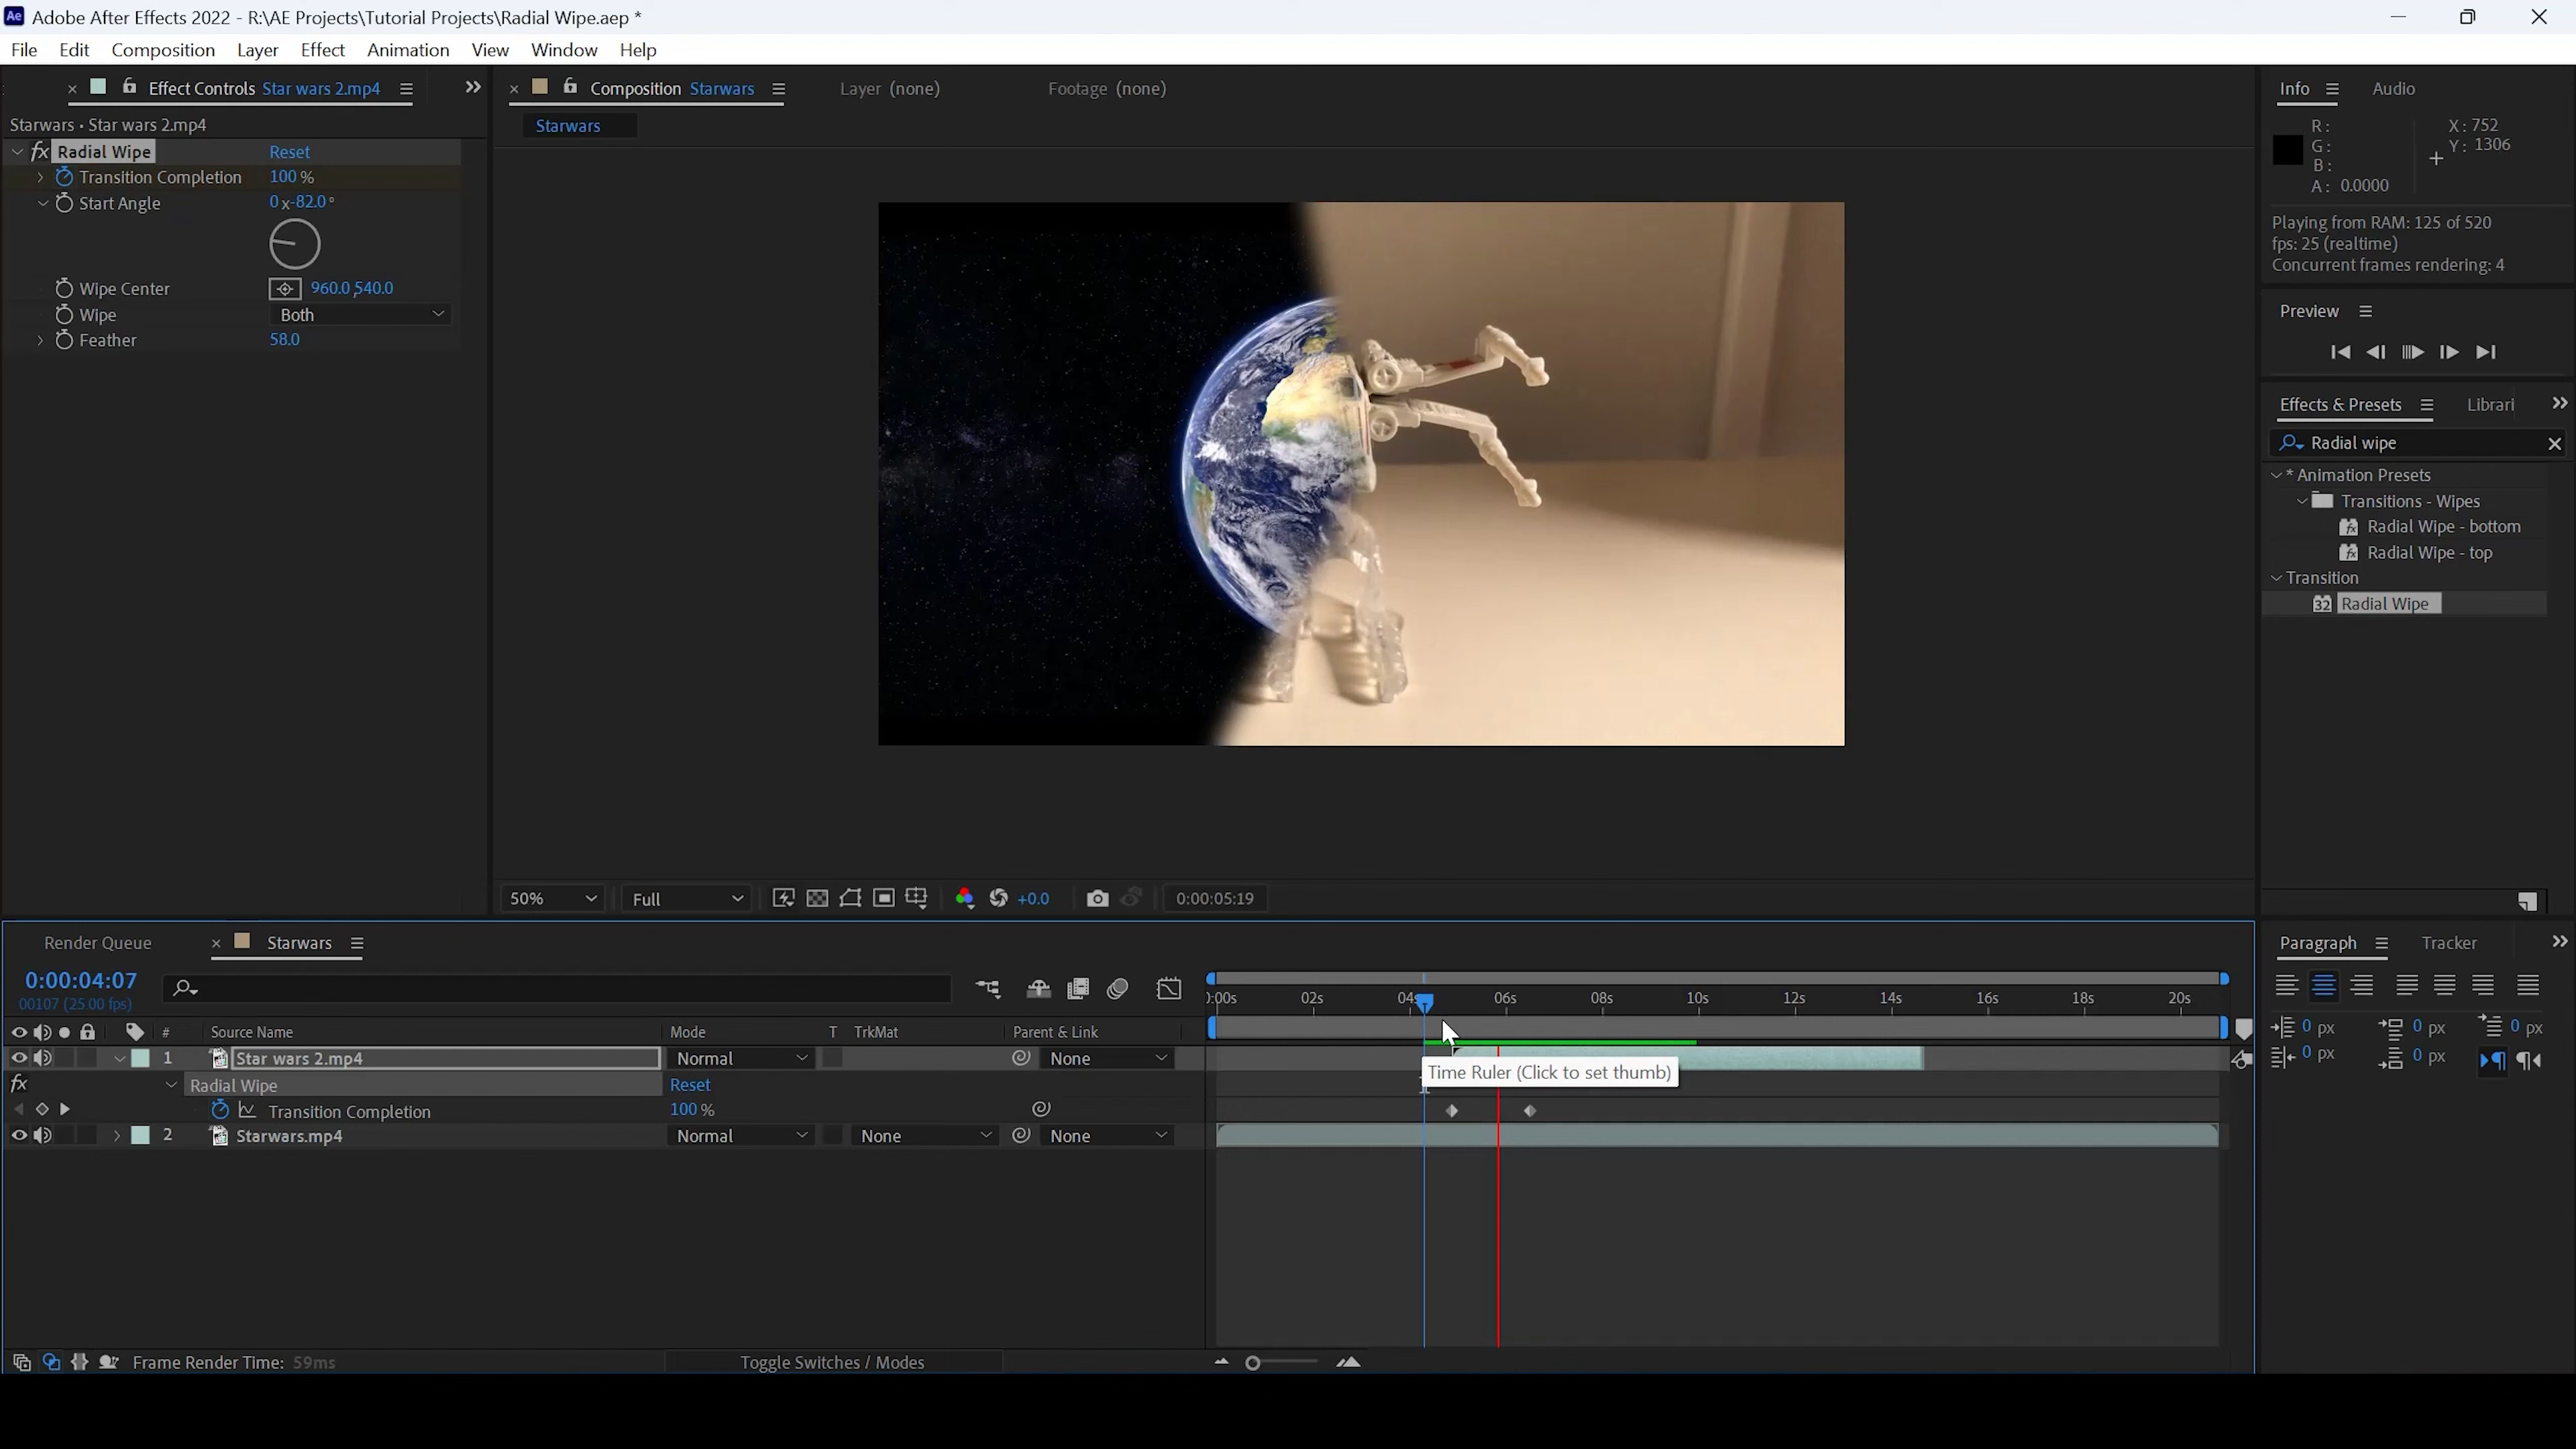 Adobe After Effects 2022 - R:\AE Projects\Tutorial Projects\Radial Wipe.aep *
File Edit Composition Layer Effect Animation View Window Help
Effect Controls Star wars 2.mp4
Starwars • Star wars 2.mp4
fx Radial Wipe Reset
Transition Completion 100 %
Start Angle 0 x-82.0 °
Wipe Center 960.0,540.0
Wipe Both
Feather 58.0
Composition Starwars
Layer (none)
Footage (none)
Starwars
50%
Full
+0.0
0:00:05:19
Info Audio
R:
G:
B:
A: 0.0000
X: 752
Y: 1306
Playing from RAM: 125 of 520
fps: 25 (realtime)
Concurrent frames rendering: 4
Preview
Effects & Presets Librari
Radial wipe
* Animation Presets
Transitions - Wipes
Radial Wipe - bottom
Radial Wipe - top
Transition
32 Radial Wipe
Render Queue
Starwars
0:00:04:07
00107 (25.00 fps)
# Source Name Mode T TrkMat Parent & Link
1 Star wars 2.mp4 Normal None
fx Radial Wipe Reset
Transition Completion 100 %
2 Starwars.mp4 Normal None None
0:00s 02s 04s 06s 08s 10s 12s 14s 16s 18s 20s
Time Ruler (Click to set thumb)
Frame Render Time: 59ms
Toggle Switches / Modes
Paragraph Tracker
0 px 0 px 0 px
0 px 0 px